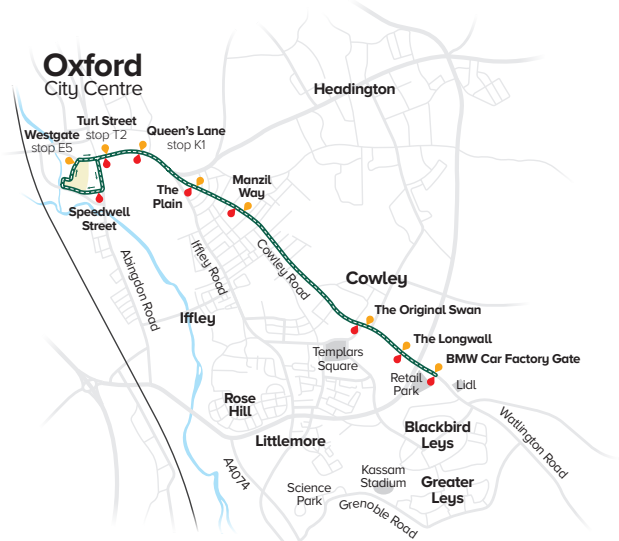 Oxford
City Centre
Headington
Turl Street
stop T2
Westgate
stop E5
Queen's Lane
stop K1
The
Plain
Manzil
Way
Speedwell
Street
Abingdon Road
Iffley Road
Cowley Road
Cowley
Iffley
The Original Swan
The Longwall
BMW Car Factory Gate
Templars
Square
Retail
Park
Lidl
Rose
Hill
Littlemore
Blackbird
Leys
Watlington Road
A4074
Kassam
Stadium
Greater
Leys
Science
Park
Grenoble Road